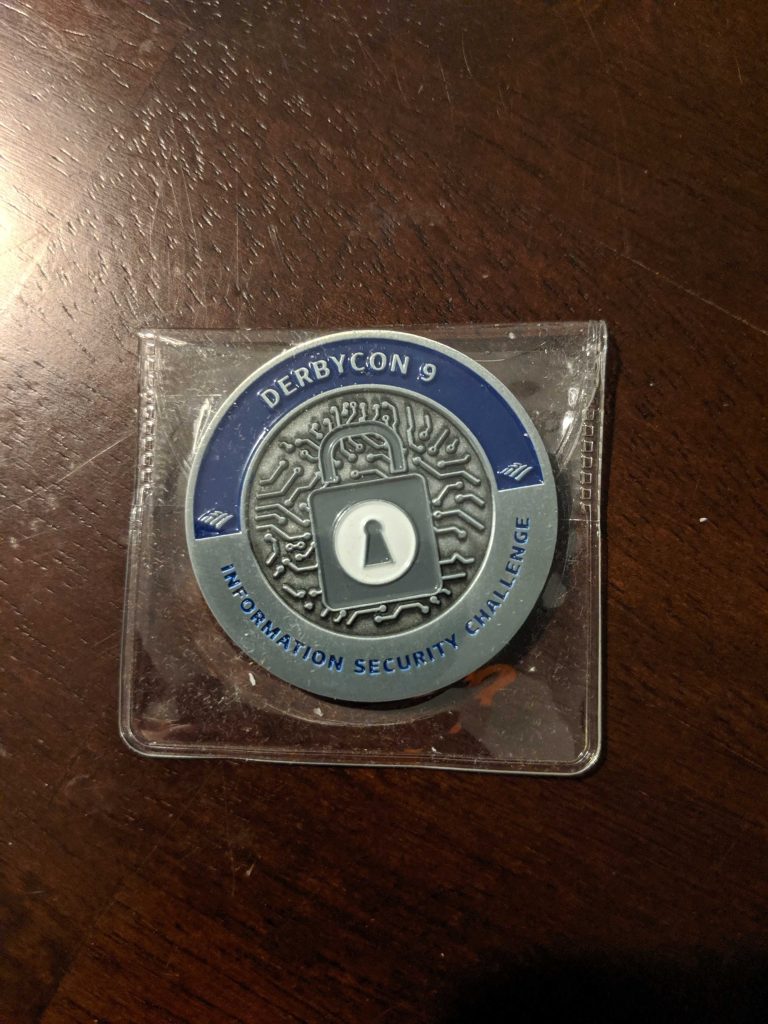 DERBYCON 9
iNFORMATION SECURITY CHALLENGE